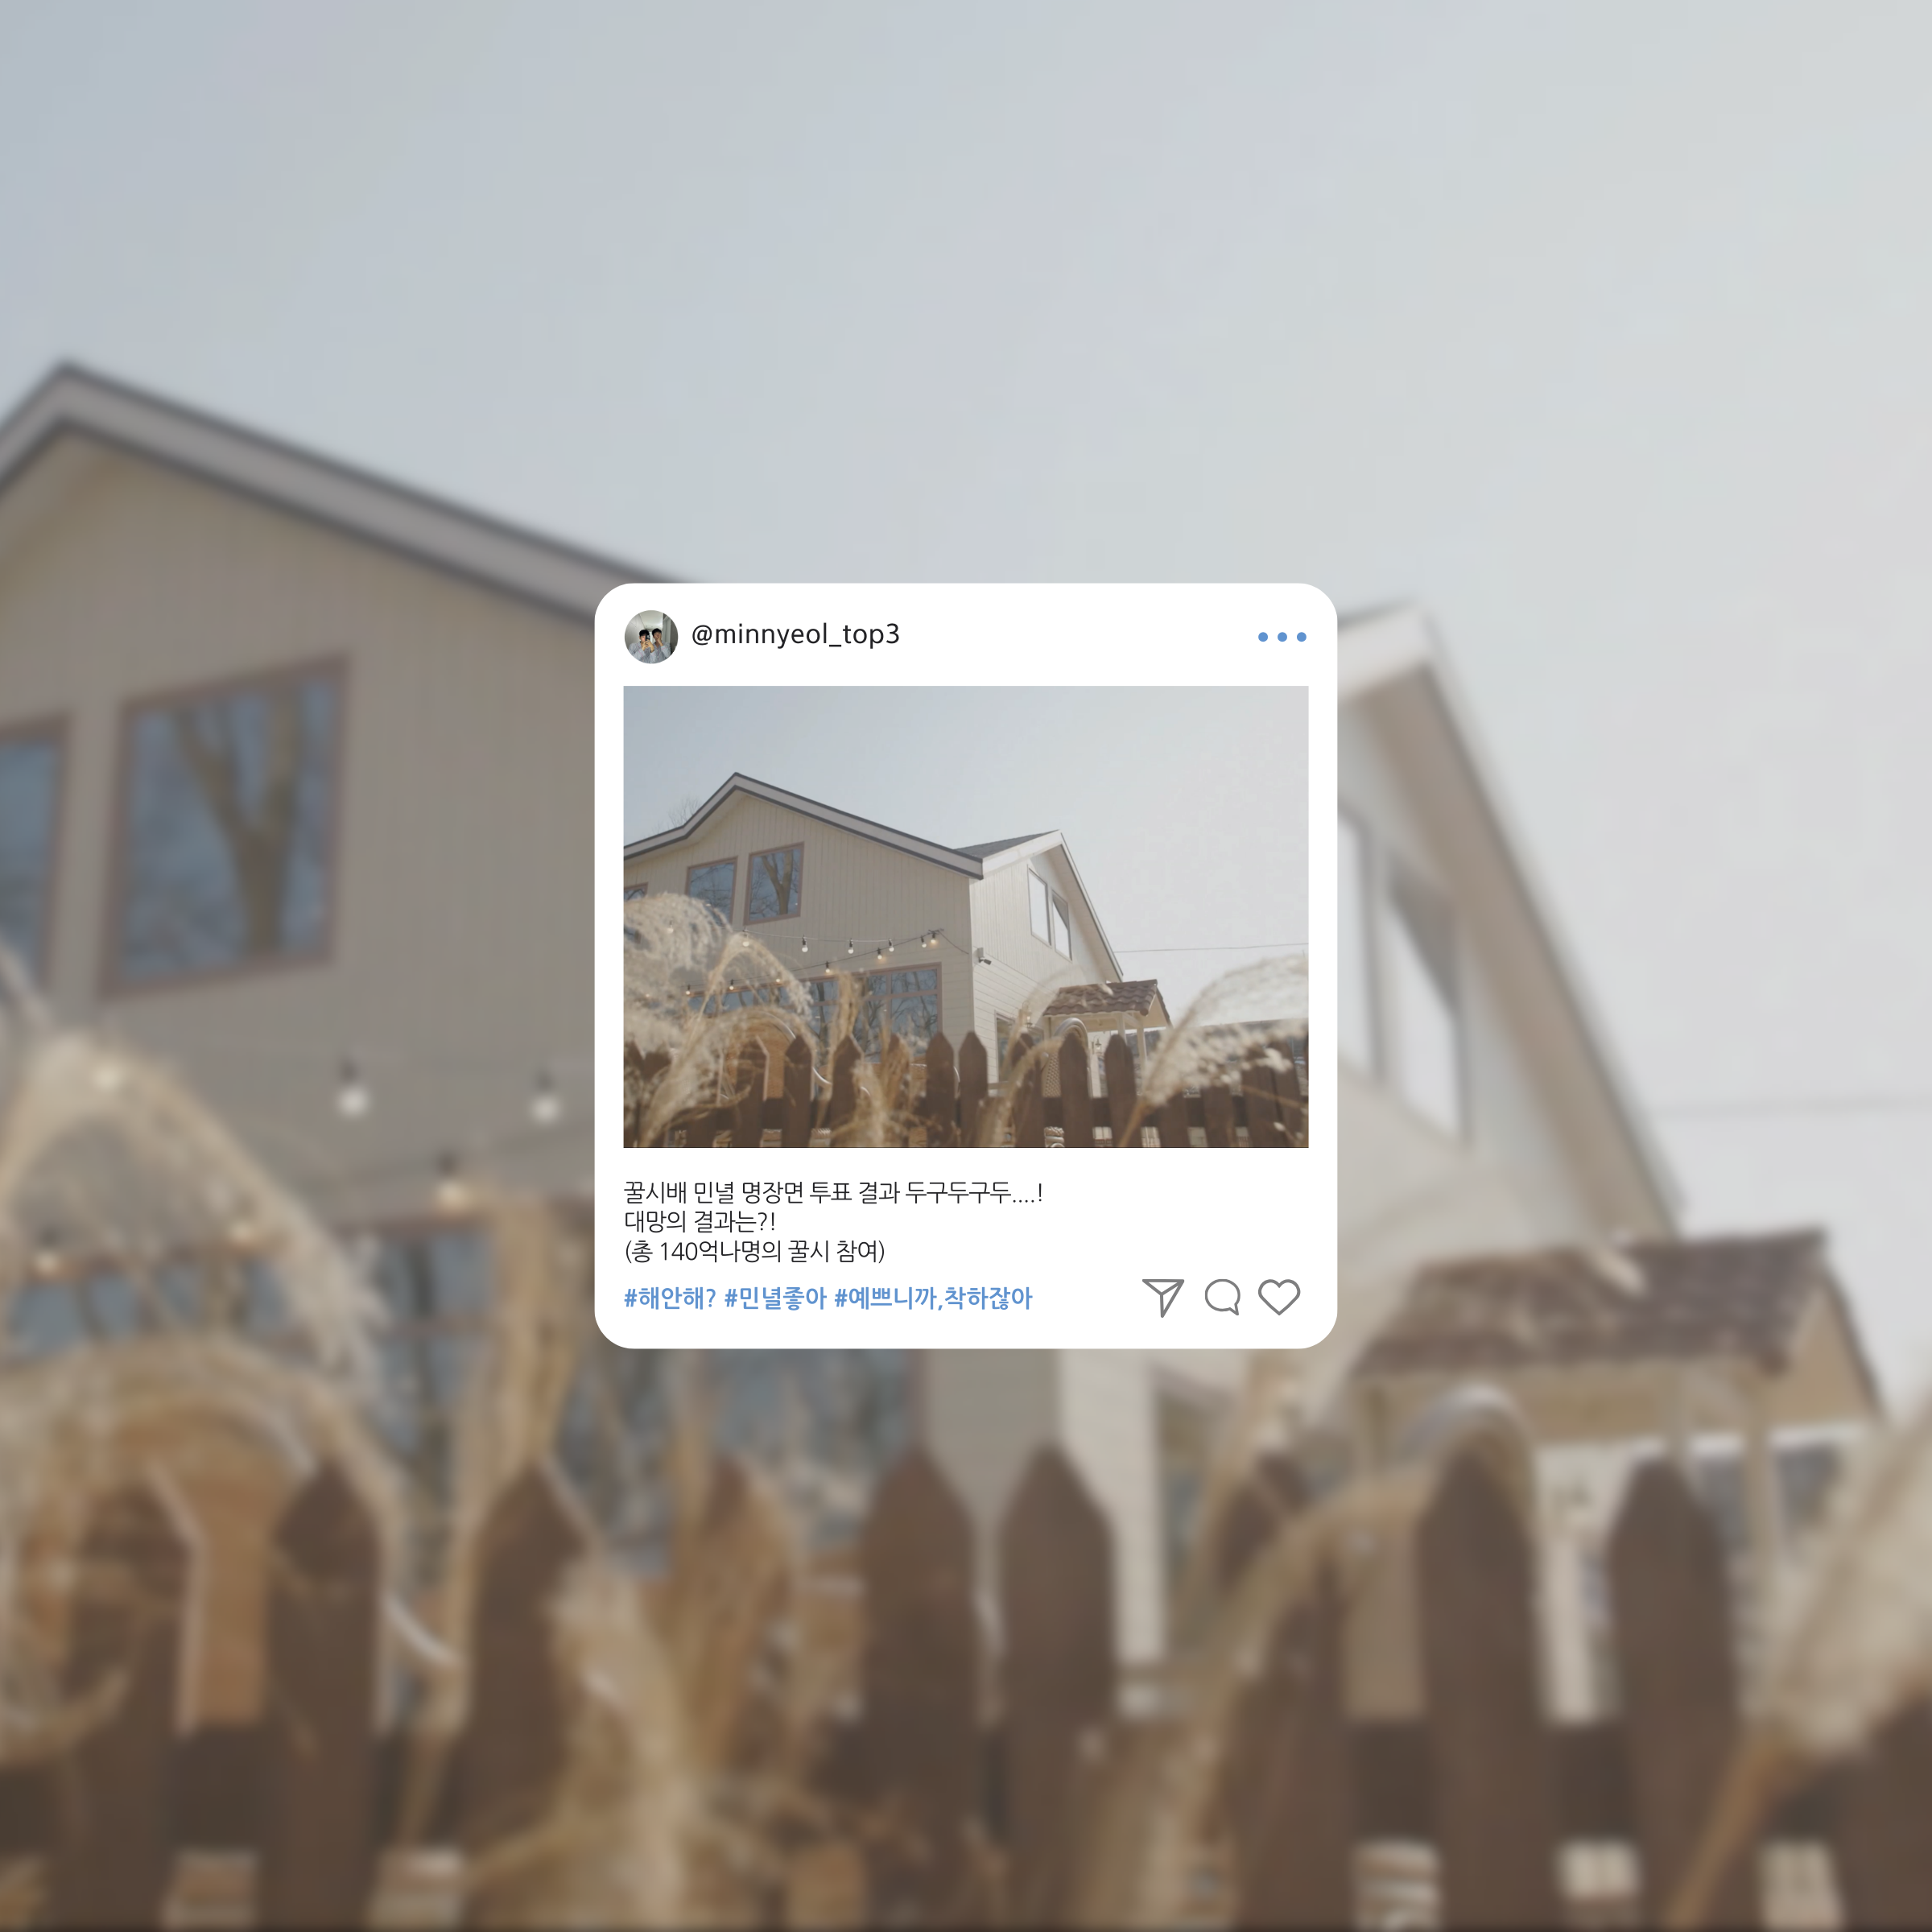 @minnyeol_top3
꿀시배 민녈 명장면 투표 결과 두구두구두....!
대망의 결과는?!
(총 140억나명의 꿀시 참여)
#해안해? #민녈좋아 #예쁘니까,착하잖아